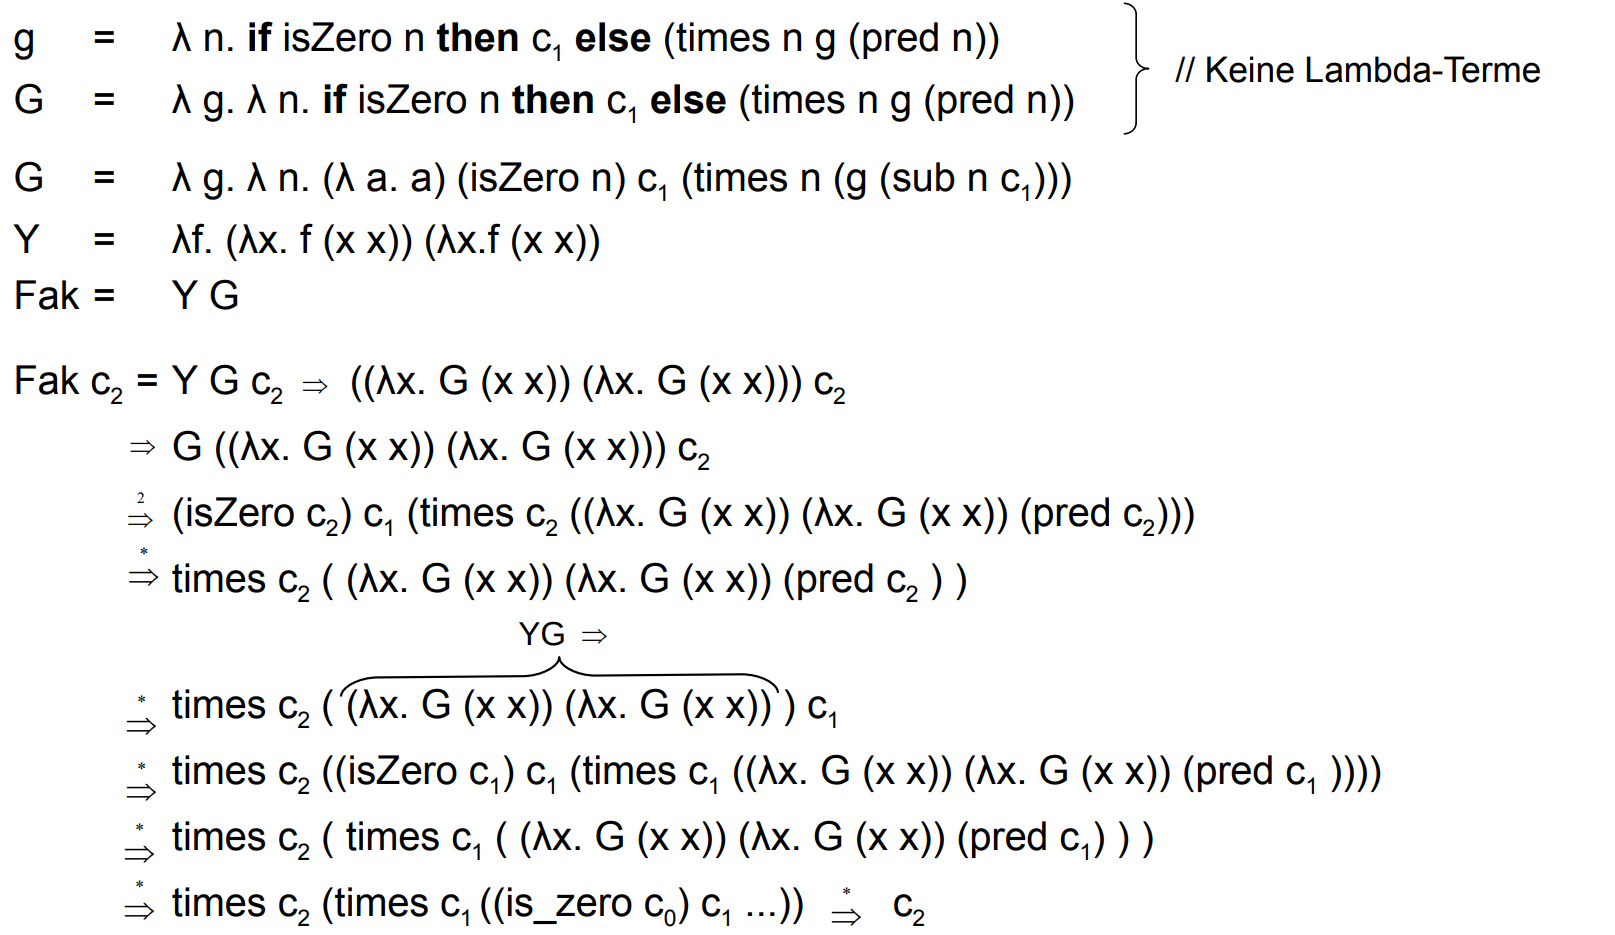 g = λ n. if isZero n then c₁ else (times n g (pred n))
G = λ g. λ n. if isZero n then c₁ else (times n g (pred n))
// Keine Lambda-Terme
G = λ g. λ n. (λ a. a) (isZero n) c₁ (times n (g (sub n c₁)))
Y = λf. (λx. f (x x)) (λx.f (x x))
Fak = Y G
Fak c₂ = Y G c₂ ⇒ ((λx. G (x x)) (λx. G (x x))) c₂
⇒ G ((λx. G (x x)) (λx. G (x x))) c₂
2 ⇒ (isZero c₂) c₁ (times c₂ ((λx. G (x x)) (λx. G (x x)) (pred c₂)))
* ⇒ times c₂ ( (λx. G (x x)) (λx. G (x x)) (pred c₂ ) )
YG ⇒
* ⇒ times c₂ ( (λx. G (x x)) (λx. G (x x)) ) c₁
* ⇒ times c₂ ((isZero c₁) c₁ (times c₁ ((λx. G (x x)) (λx. G (x x)) (pred c₁ ))))
* ⇒ times c₂ ( times c₁ ( (λx. G (x x)) (λx. G (x x)) (pred c₁) ) )
* ⇒ times c₂ (times c₁ ((is_zero c₀) c₁ ...)) * ⇒ c₂